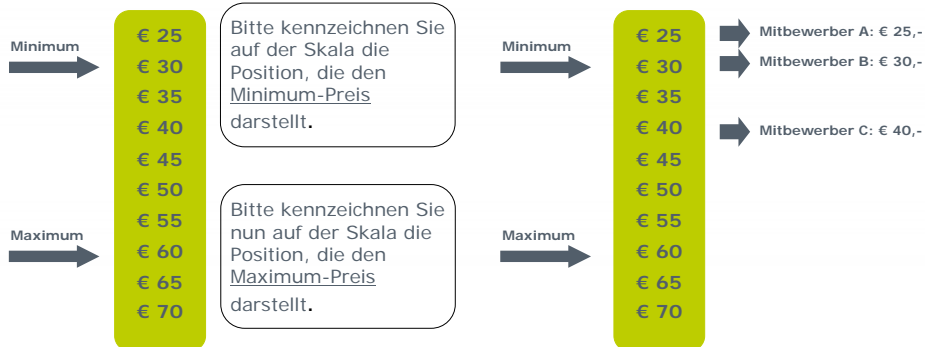 Minimum
Maximum
€ 25
€ 30
€ 35
€ 40
€ 45
€ 50
€ 55
€ 60
€ 65
€ 70
Bitte kennzeichnen Sie
auf der Skala die
Position, die den
Minimum-Preis
darstellt.
Bitte kennzeichnen Sie
nun auf der Skala die
Position, die den
Maximum-Preis
darstellt.
Minimum
Maximum
€ 25
€ 30
€ 35
€ 40
€ 45
€ 50
€ 55
€ 60
€ 65
€ 70
Mitbewerber A: € 25,-
Mitbewerber B: € 30,-
Mitbewerber C: € 40,-